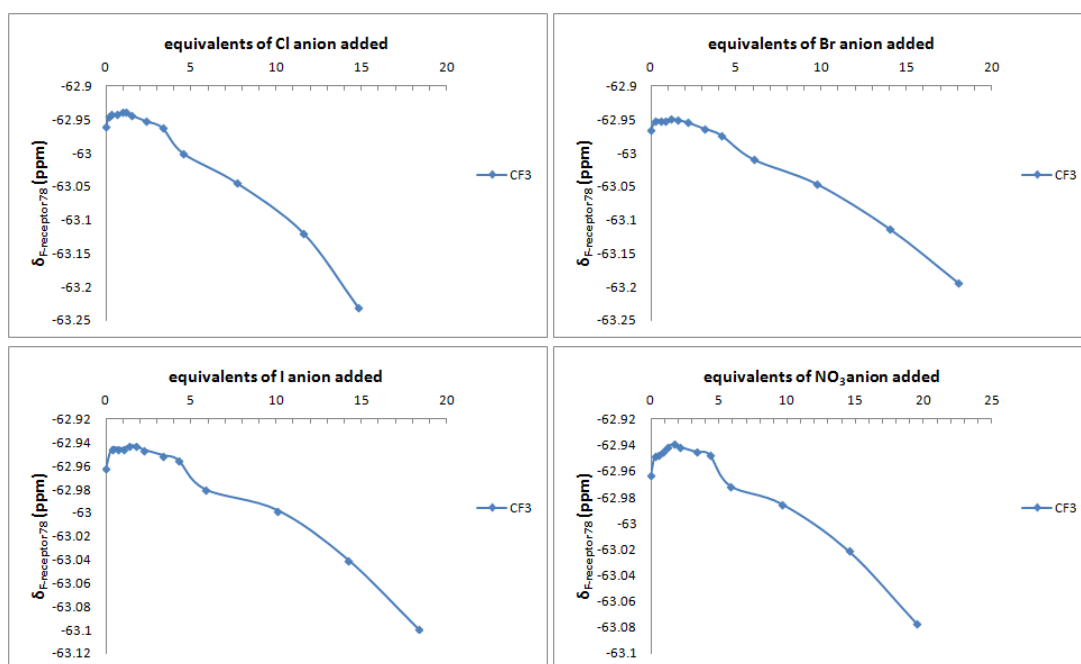 equivalents of Cl anion added
0 5 10 15 20
-62.9
-62.95
-63
-63.05
-63.1
-63.15
-63.2
-63.25
δF-receptor78 (ppm)
CF3
equivalents of Br anion added
0 5 10 15 20
-62.9
-62.95
-63
-63.05
-63.1
-63.15
-63.2
-63.25
δF-receptor78 (ppm)
CF3
equivalents of I anion added
0 5 10 15 20
-62.92
-62.94
-62.96
-62.98
-63
-63.02
-63.04
-63.06
-63.08
-63.1
-63.12
δF-receptor78 (ppm)
CF3
equivalents of NO₃anion added
0 5 10 15 20 25
-62.92
-62.94
-62.96
-62.98
-63
-63.02
-63.04
-63.06
-63.08
-63.1
δF-receptor78 (ppm)
CF3